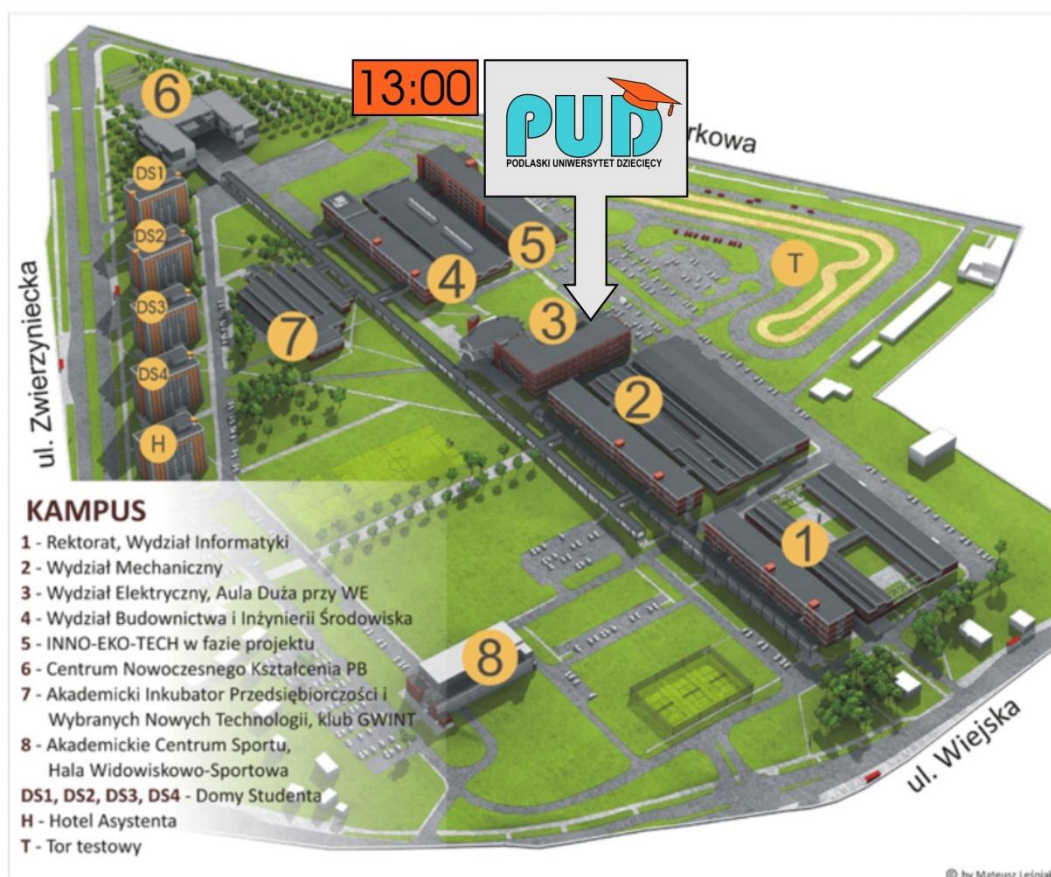 6
13:00
PUD
PODLASKI UNIWERSYTET DZIECIĘCY
rkowa
DS1
DS2
5
T
4
DS3
3
7
ul. Zwierzyniecka
DS4
2
H
KAMPUS
1 - Rektorat, Wydział Informatyki
2 - Wydział Mechaniczny
3 - Wydział Elektryczny, Aula Duża przy WE
4 - Wydział Budownictwa i Inżynierii Środowiska
5 - INNO-EKO-TECH w fazie projektu
6 - Centrum Nowoczesnego Kształcenia PB
7 - Akademicki Inkubator Przedsiębiorczości i
Wybranych Nowych Technologii, klub GWINT
8 - Akademickie Centrum Sportu,
Hala Widowiskowo-Sportowa
DS1, DS2, DS3, DS4 - Domy Studenta
H - Hotel Asystenta
T - Tor testowy
1
8
ul. Wiejska
© by Mateusz Leśniak